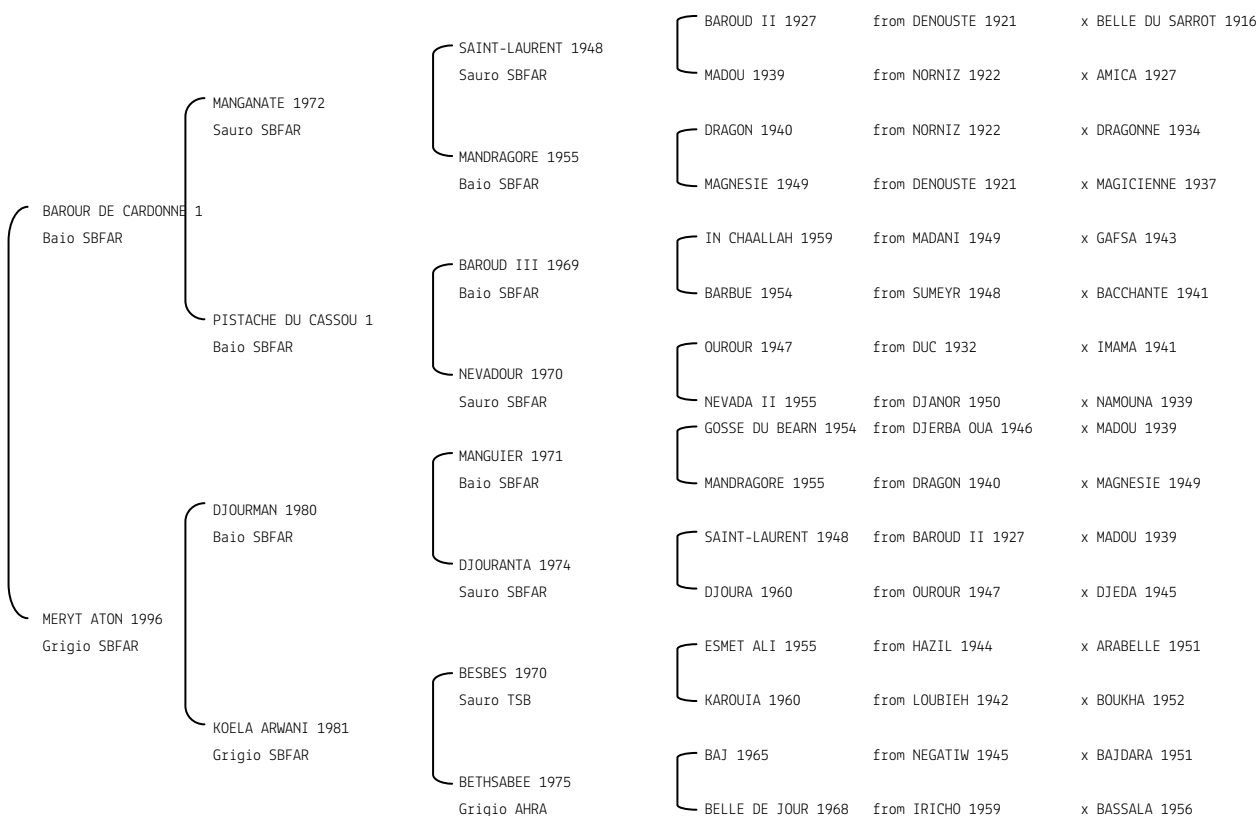 BAROUD II 1927 from DENOUSTE 1921 x BELLE DU SARROT 1916
SAINT-LAURENT 1948
Sauro SBFAR
MADOU 1939 from NORNIZ 1922 x AMICA 1927
MANGANATE 1972
Sauro SBFAR
DRAGON 1940 from NORNIZ 1922 x DRAGONNE 1934
MANDRAGORE 1955
Baio SBFAR
MAGNESIE 1949 from DENOUSTE 1921 x MAGICIENNE 1937
BAROUR DE CARDONNE 1
Baio SBFAR
IN CHAALLAH 1959 from MADANI 1949 x GAFSA 1943
BAROUD III 1969
Baio SBFAR
BARBUE 1954 from SUMEYR 1948 x BACCHANTE 1941
PISTACHE DU CASSOU 1
Baio SBFAR
OUROUR 1947 from DUC 1932 x IMAMA 1941
NEVADOUR 1970
Sauro SBFAR
NEVADA II 1955 from DJANOR 1950 x NAMOUNA 1939
GOSSE DU BEARN 1954 from DJERBA OUA 1946 x MADOU 1939
MANGUIER 1971
Baio SBFAR
MANDRAGORE 1955 from DRAGON 1940 x MAGNESIE 1949
DJOURMAN 1980
Baio SBFAR
SAINT-LAURENT 1948 from BAROUD II 1927 x MADOU 1939
DJOURANTA 1974
Sauro SBFAR
DJOURA 1960 from OUROUR 1947 x DJEDA 1945
MERYT ATON 1996
Grigio SBFAR
ESMET ALI 1955 from HAZIL 1944 x ARABELLE 1951
BESBES 1970
Sauro TSB
KAROUIA 1960 from LOUBIEH 1942 x BOUKHA 1952
KOELA ARWANI 1981
Grigio SBFAR
BAJ 1965 from NEGATIW 1945 x BAJDARA 1951
BETHSABEE 1975
Grigio AHRA
BELLE DE JOUR 1968 from IRICHO 1959 x BASSALA 1956